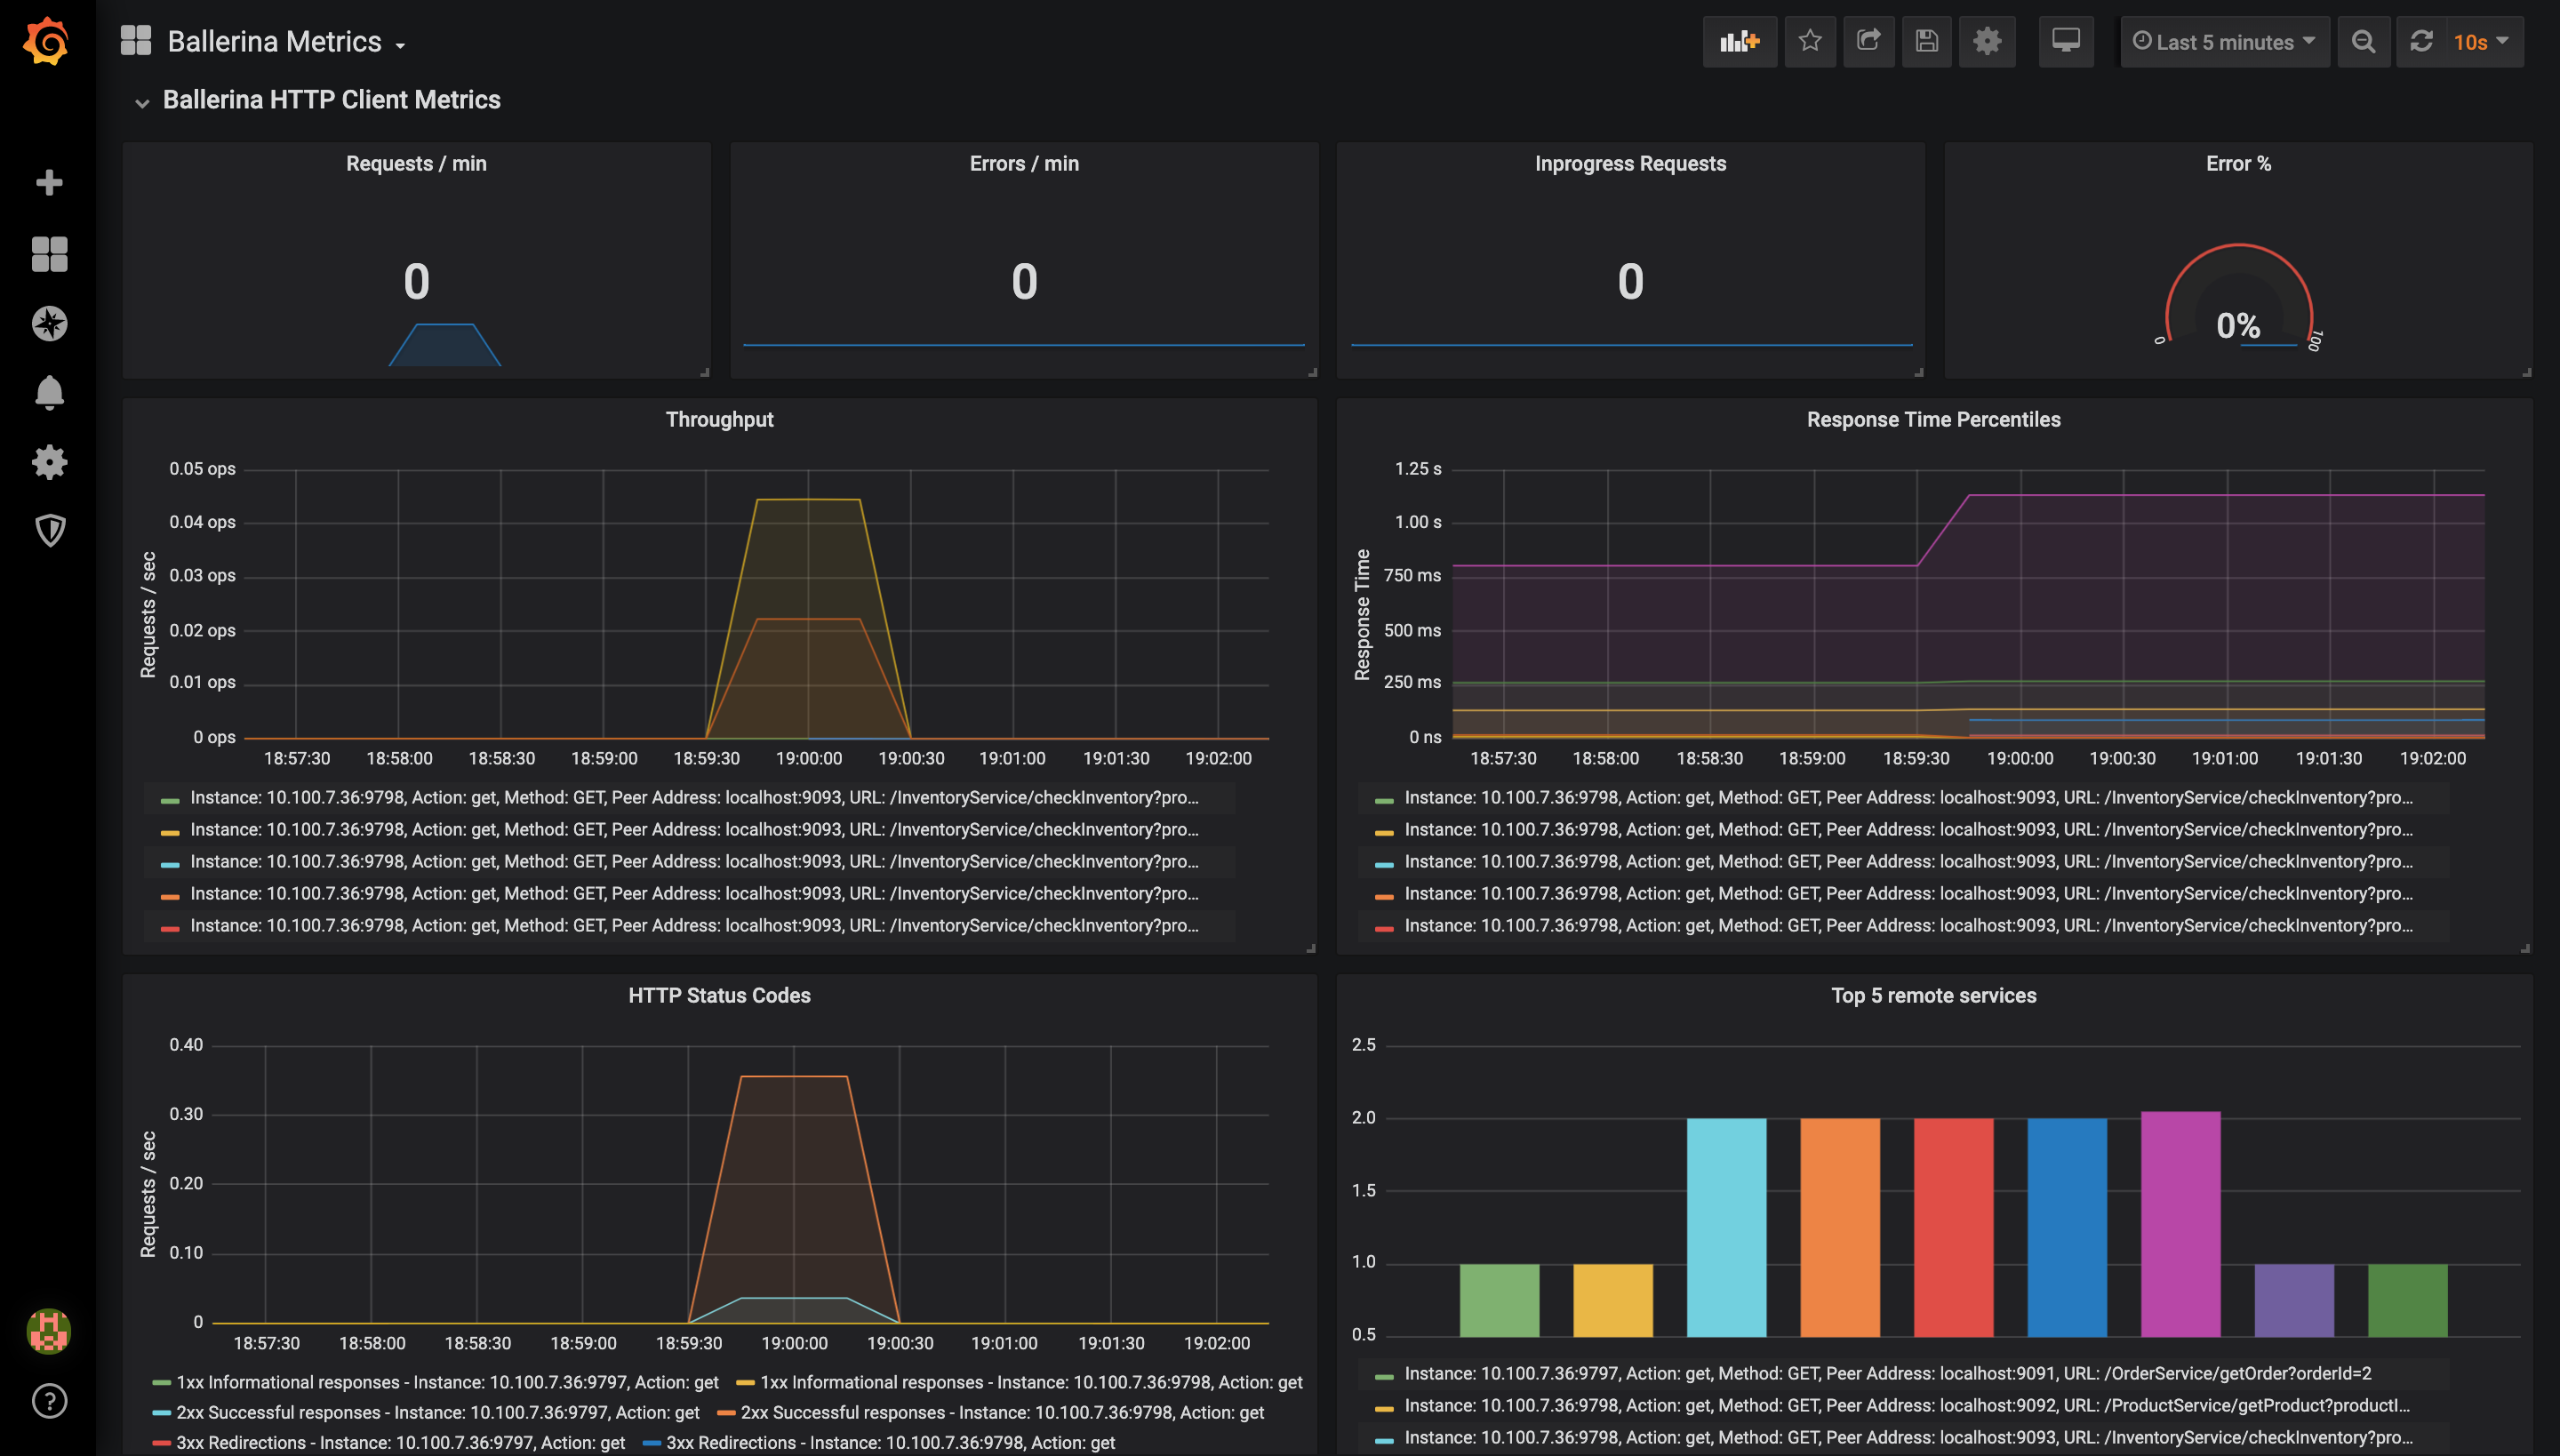 Ballerina Metrics
Last 5 minutes
10s
Ballerina HTTP Client Metrics
Requests / min
0
Errors / min
0
Inprogress Requests
0
Error %
0%
0
100
Throughput
Requests / sec
0.05 ops
0.04 ops
0.03 ops
0.02 ops
0.01 ops
0 ops
18:57:30 18:58:00 18:58:30 18:59:00 18:59:30 19:00:00 19:00:30 19:01:00 19:01:30 19:02:00
Instance: 10.100.7.36:9798, Action: get, Method: GET, Peer Address: localhost:9093, URL: /InventoryService/checkInventory?pro...
Instance: 10.100.7.36:9798, Action: get, Method: GET, Peer Address: localhost:9093, URL: /InventoryService/checkInventory?pro...
Instance: 10.100.7.36:9798, Action: get, Method: GET, Peer Address: localhost:9093, URL: /InventoryService/checkInventory?pro...
Instance: 10.100.7.36:9798, Action: get, Method: GET, Peer Address: localhost:9093, URL: /InventoryService/checkInventory?pro...
Instance: 10.100.7.36:9798, Action: get, Method: GET, Peer Address: localhost:9093, URL: /InventoryService/checkInventory?pro...
Response Time Percentiles
Response Time
1.25 s
1.00 s
750 ms
500 ms
250 ms
0 ns
18:57:30 18:58:00 18:58:30 18:59:00 18:59:30 19:00:00 19:00:30 19:01:00 19:01:30 19:02:00
Instance: 10.100.7.36:9798, Action: get, Method: GET, Peer Address: localhost:9093, URL: /InventoryService/checkInventory?pro...
Instance: 10.100.7.36:9798, Action: get, Method: GET, Peer Address: localhost:9093, URL: /InventoryService/checkInventory?pro...
Instance: 10.100.7.36:9798, Action: get, Method: GET, Peer Address: localhost:9093, URL: /InventoryService/checkInventory?pro...
Instance: 10.100.7.36:9798, Action: get, Method: GET, Peer Address: localhost:9093, URL: /InventoryService/checkInventory?pro...
Instance: 10.100.7.36:9798, Action: get, Method: GET, Peer Address: localhost:9093, URL: /InventoryService/checkInventory?pro...
HTTP Status Codes
Requests / sec
0.40
0.30
0.20
0.10
0
18:57:30 18:58:00 18:58:30 18:59:00 18:59:30 19:00:00 19:00:30 19:01:00 19:01:30 19:02:00
1xx Informational responses - Instance: 10.100.7.36:9797, Action: get 1xx Informational responses - Instance: 10.100.7.36:9798, Action: get
2xx Successful responses - Instance: 10.100.7.36:9797, Action: get 2xx Successful responses - Instance: 10.100.7.36:9798, Action: get
3xx Redirections - Instance: 10.100.7.36:9797, Action: get 3xx Redirections - Instance: 10.100.7.36:9798, Action: get
Top 5 remote services
2.5
2.0
1.5
1.0
0.5
Instance: 10.100.7.36:9797, Action: get, Method: GET, Peer Address: localhost:9091, URL: /OrderService/getOrder?orderId=2
Instance: 10.100.7.36:9798, Action: get, Method: GET, Peer Address: localhost:9092, URL: /ProductService/getProduct?productI...
Instance: 10.100.7.36:9798, Action: get, Method: GET, Peer Address: localhost:9093, URL: /InventoryService/checkInventory?pro...